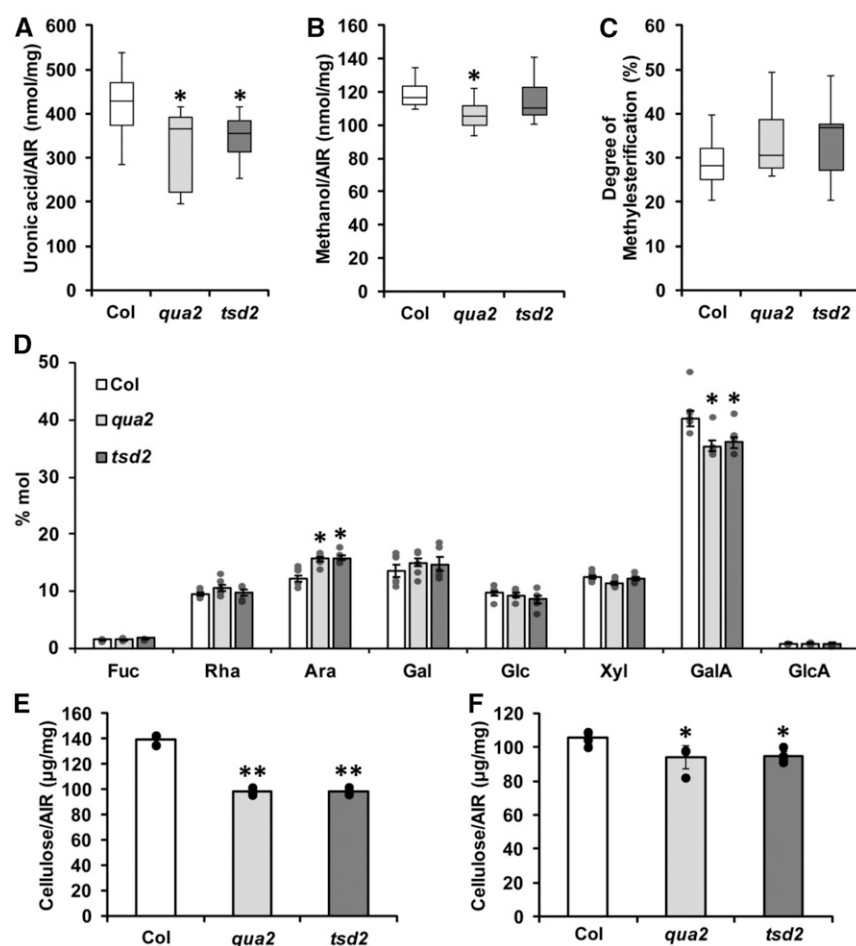 A
Uronic acid/AIR (nmol/mg)
600
500
400
300
200
100
0
*
*
Col
qua2
tsd2
B
Methanol/AIR (nmol/mg)
160
140
120
100
80
60
40
20
0
*
Col
qua2
tsd2
C
Degree of
Methylesterification (%)
60
50
40
30
20
10
0
Col
qua2
tsd2
D
% mol
50
40
30
20
10
0
Col
qua2
tsd2
*
*
*
*
Fuc
Rha
Ara
Gal
Glc
Xyl
GalA
GlcA
E
Cellulose/AIR (μg/mg)
160
140
120
100
80
60
40
20
0
**
**
Col
qua2
tsd2
F
Cellulose/AIR (μg/mg)
120
100
80
60
40
20
0
*
*
Col
qua2
tsd2